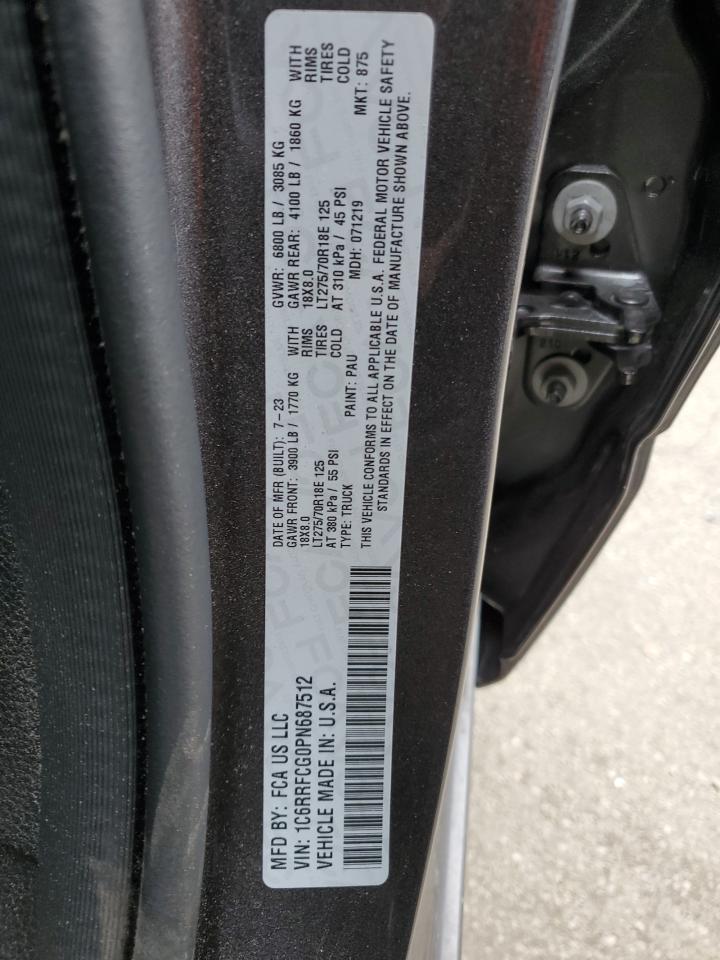 MFD BY: FCA US LLC
VIN: 1C6RRFCG0PN687512
VEHICLE MADE IN: U.S.A.
DATE OF MFR (BUILT): 7-23 GVWR: 6800 LB / 3085 KG
GAWR FRONT: 3900 LB / 1770 KG WITH GAWR REAR: 4100 LB / 1860 KG WITH
18X8.0 RIMS 18X8.0 RIMS
LT275/70R18E 125 TIRES LT275/70R18E 125 TIRES
AT 380 kPa / 55 PSI COLD AT 310 kPa / 45 PSI COLD
TYPE: TRUCK PAINT: PAU MDH: 071219 MKT: 875
THIS VEHICLE CONFORMS TO ALL APPLICABLE U.S.A. FEDERAL MOTOR VEHICLE SAFETY
STANDARDS IN EFFECT ON THE DATE OF MANUFACTURE SHOWN ABOVE.